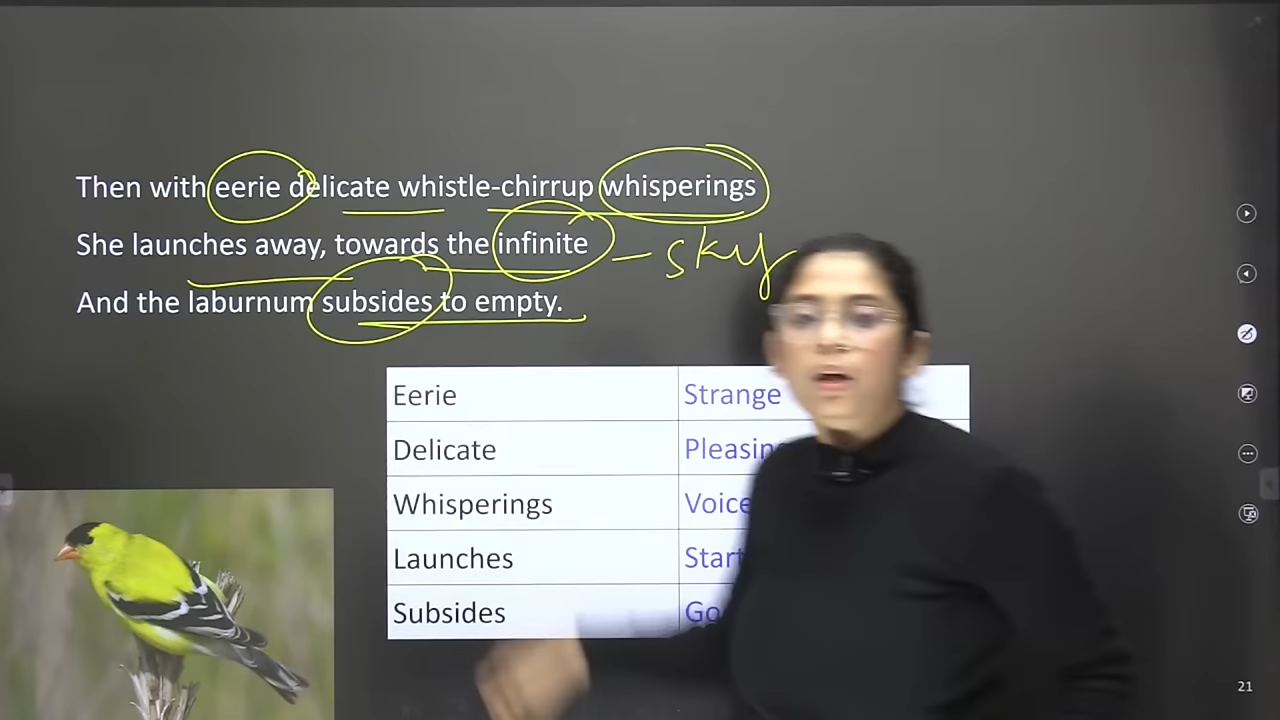 Then with eerie delicate whistle-chirrup whisperings
She launches away, towards the infinite – sky
And the laburnum subsides to empty.
Eerie Strange
Delicate
Whisperings
Launches
Subsides
21